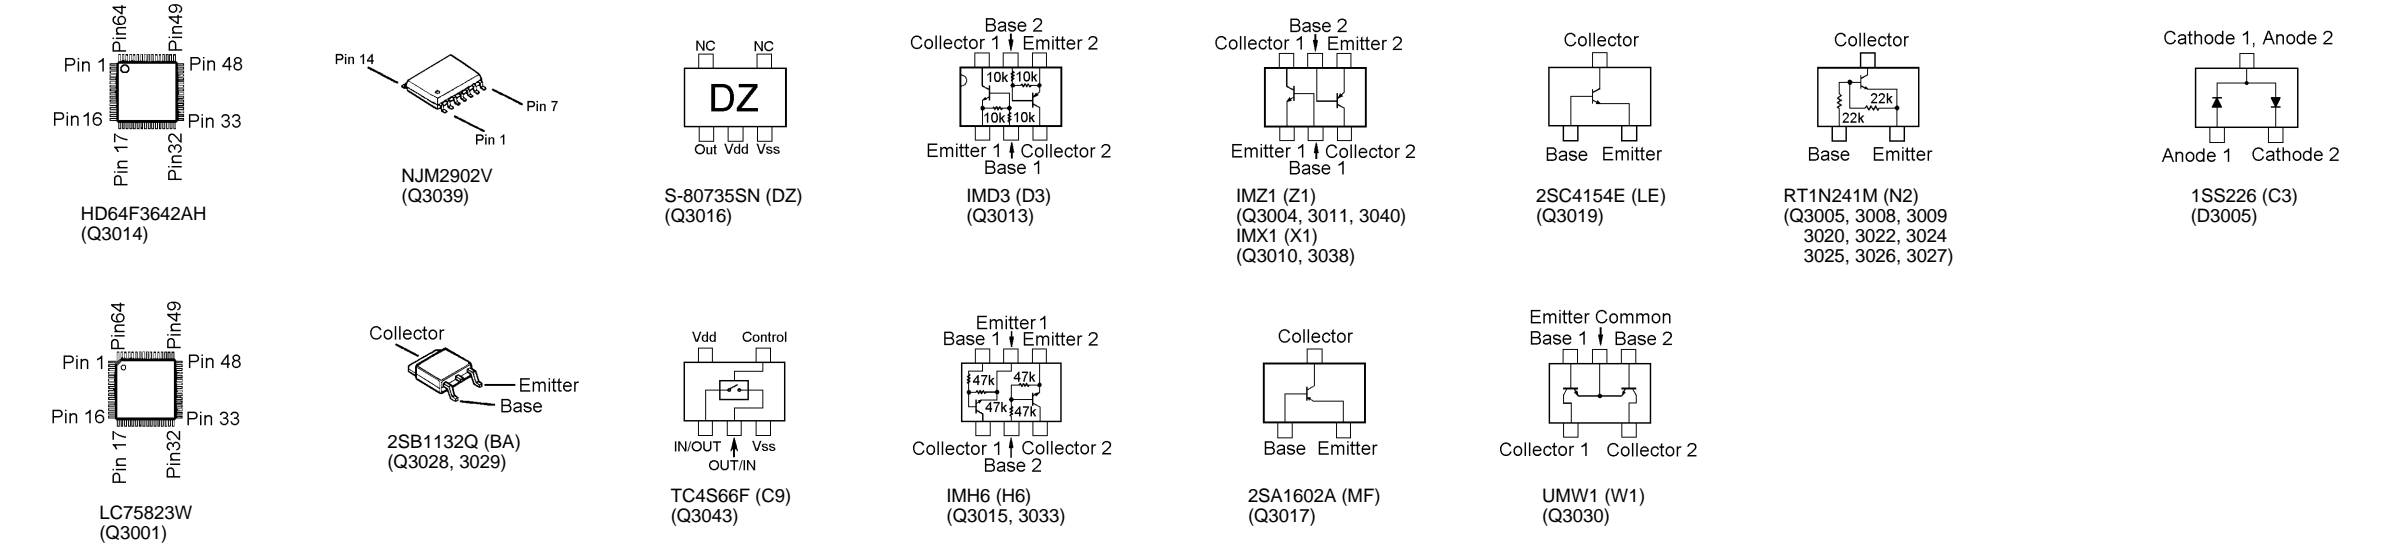 Pin64
Pin49
Pin 1
Pin 48
Pin16
Pin 33
Pin 17
Pin32
HD64F3642AH
(Q3014)
Pin 14
Pin 7
Pin 1
NJM2902V
(Q3039)
NC NC
DZ
Out Vdd Vss
S-80735SN (DZ)
(Q3016)
Base 2
Collector 1 Emitter 2
10k 10k
10k 10k
Emitter 1 Collector 2
Base 1
IMD3 (D3)
(Q3013)
Base 2
Collector 1 Emitter 2
Emitter 1 Collector 2
Base 1
IMZ1 (Z1)
(Q3004, 3011, 3040)
IMX1 (X1)
(Q3010, 3038)
Collector
Base Emitter
2SC4154E (LE)
(Q3019)
Collector
22k
22k
Base Emitter
RT1N241M (N2)
(Q3005, 3008, 3009
3020, 3022, 3024
3025, 3026, 3027)
Cathode 1, Anode 2
Anode 1 Cathode 2
1SS226 (C3)
(D3005)
Pin64
Pin49
Pin 1
Pin 48
Pin 16
Pin 33
Pin 17
Pin32
LC75823W
(Q3001)
Collector
Emitter
Base
2SB1132Q (BA)
(Q3028, 3029)
Vdd Control
IN/OUT Vss
OUT/IN
TC4S66F (C9)
(Q3043)
Emitter 1
Base 1 Emitter 2
47k 47k
47k 47k
Collector 1 Collector 2
Base 2
IMH6 (H6)
(Q3015, 3033)
Collector
Base Emitter
2SA1602A (MF)
(Q3017)
Emitter Common
Base 1 Base 2
Collector 1 Collector 2
UMW1 (W1)
(Q3030)